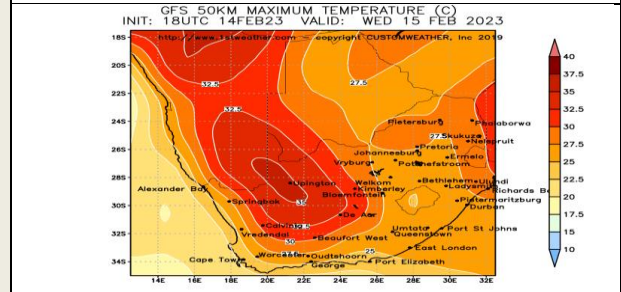 GFS 50KM MAXIMUM TEMPERATURE (C)
INIT: 18UTC 14FEB23 VALID: WED 15 FEB 2023
http://www.1stweather.com copyright CUSTOMWEATHER, Inc 2019
18S
20S
22S
24S
26S
28S
30S
32S
34S
14E 16E 18E 20E 22E 24E 26E 28E 30E 32E
40
37.5
35
32.5
30
27.5
25
22.5
20
17.5
15
10
32.5
27.5
32.5
Pietersburg
Phalaborwa
27.5
Skukuza
Nelspruit
Pretoria
Johannesburg
Ermelo
Vryburg
Potchefstroom
Upington
Welkom
Kimberley
Bethlehem
Ulundi
Ladysmith
Alexander Bay
Bloemfontein
Richards Ba
Springbok
35
Pietermaritzburg
Durban
De Aar
Calvinia
Vredendal
30
Beaufort West
Umtata
Queenstown
Port St Johns
East London
25
Cape Town
Worcester
Oudtshoorn
George
Port Elizabeth